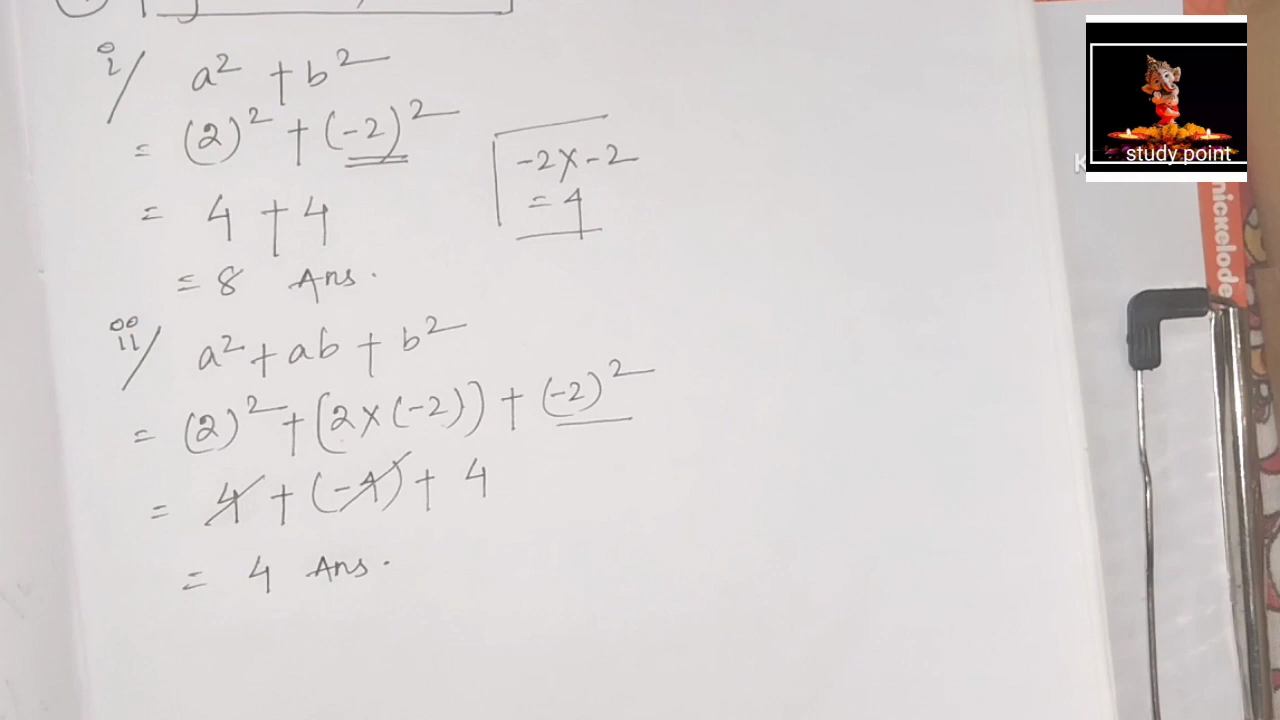 i/ a² + b²
= (2)² + (-2)²
-2×-2
= 4
= 4 + 4
= 8 Ans.
ii/ a² + ab + b²
= (2)² + (2×(-2)) + (-2)²
= 4 + (-4) + 4
= 4 Ans.
study point
nickelode